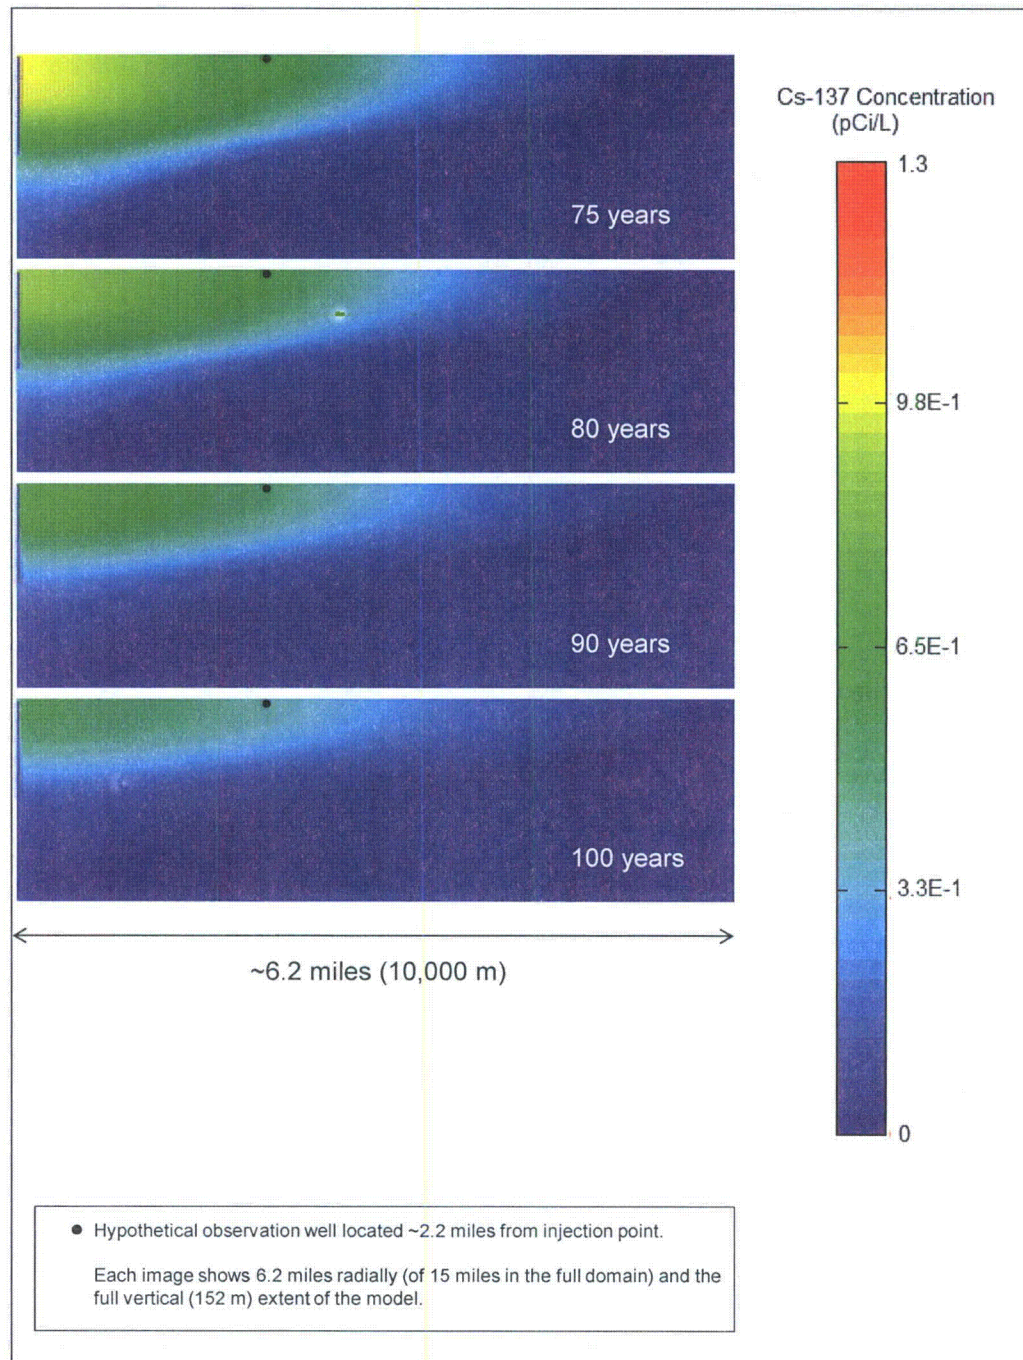 Cs-137 Concentration
(pCi/L)
1.3
9.8E-1
6.5E-1
3.3E-1
0
75 years
80 years
90 years
100 years
~6.2 miles (10,000 m)
Hypothetical observation well located ~2.2 miles from injection point.
Each image shows 6.2 miles radially (of 15 miles in the full domain) and the
full vertical (152 m) extent of the model.